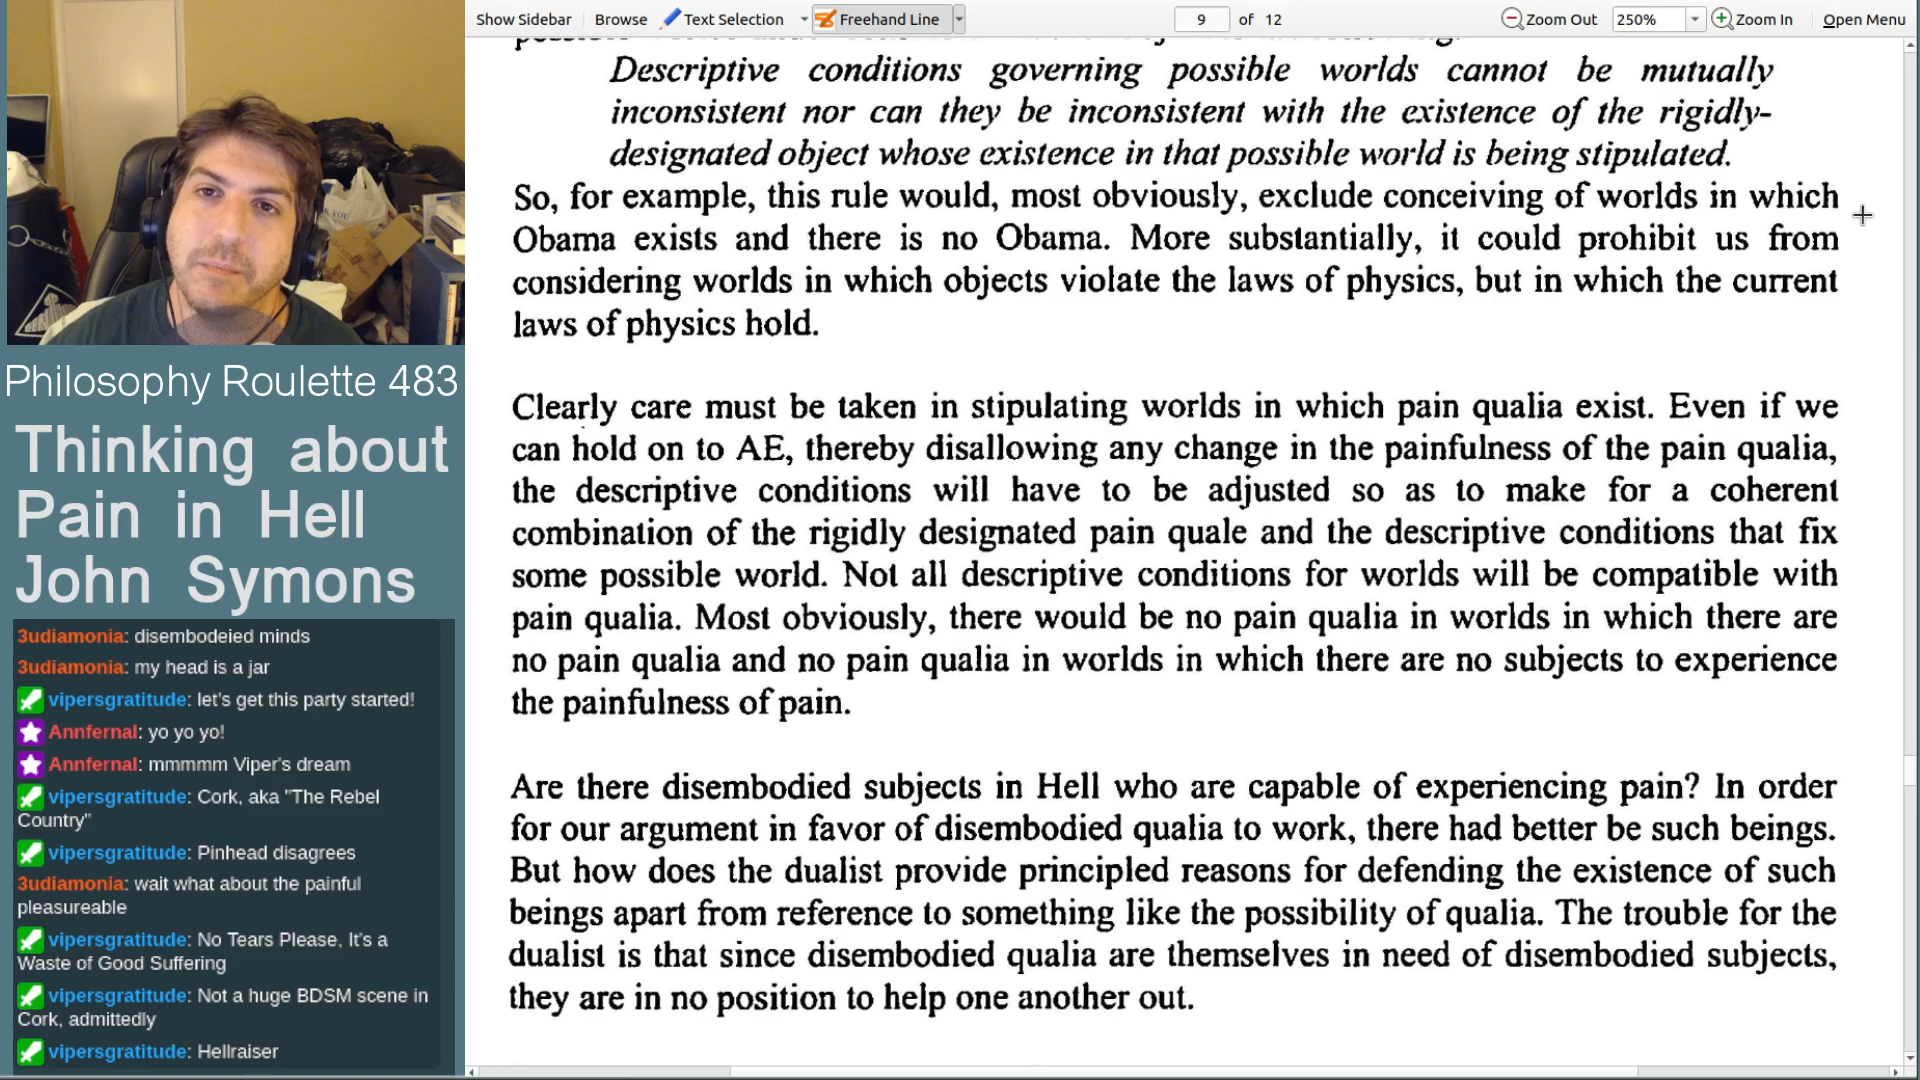 Show Sidebar Browse Text Selection Freehand Line 9 of 12 Zoom Out 250% Zoom In Open Menu
Descriptive conditions governing possible worlds cannot be mutually
inconsistent nor can they be inconsistent with the existence of the rigidly-
designated object whose existence in that possible world is being stipulated.
So, for example, this rule would, most obviously, exclude conceiving of worlds in which
Obama exists and there is no Obama. More substantially, it could prohibit us from
considering worlds in which objects violate the laws of physics, but in which the current
laws of physics hold.
Clearly care must be taken in stipulating worlds in which pain qualia exist. Even if we
can hold on to AE, thereby disallowing any change in the painfulness of the pain qualia,
the descriptive conditions will have to be adjusted so as to make for a coherent
combination of the rigidly designated pain quale and the descriptive conditions that fix
some possible world. Not all descriptive conditions for worlds will be compatible with
pain qualia. Most obviously, there would be no pain qualia in worlds in which there are
no pain qualia and no pain qualia in worlds in which there are no subjects to experience
the painfulness of pain.
Are there disembodied subjects in Hell who are capable of experiencing pain? In order
for our argument in favor of disembodied qualia to work, there had better be such beings.
But how does the dualist provide principled reasons for defending the existence of such
beings apart from reference to something like the possibility of qualia. The trouble for the
dualist is that since disembodied qualia are themselves in need of disembodied subjects,
they are in no position to help one another out.
Philosophy Roulette 483
Thinking about
Pain in Hell
John Symons
3udiamonia: disembodeied minds
3udiamonia: my head is a jar
vipersgratitude: let's get this party started!
Annfernal: yo yo yo!
Annfernal: mmmmm Viper's dream
vipersgratitude: Cork, aka "The Rebel
Country"
vipersgratitude: Pinhead disagrees
3udiamonia: wait what about the painful
pleasureable
vipersgratitude: No Tears Please, It's a
Waste of Good Suffering
vipersgratitude: Not a huge BDSM scene in
Cork, admittedly
vipersgratitude: Hellraiser